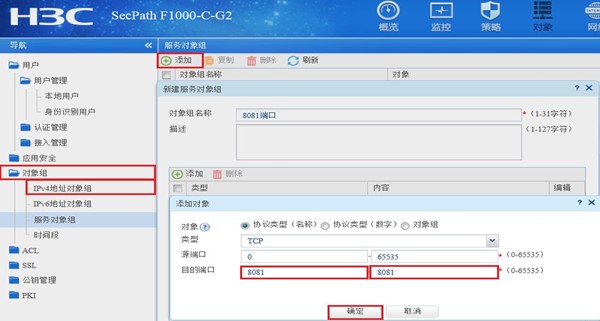 H3C SecPath F1000-C-G2
概览 监控 策略 对象 网络
导航
用户
用户管理
本地用户
身份识别用户
认证管理
接入管理
应用安全
对象组
IPv4地址对象组
IPv6地址对象组
服务对象组
时间段
ACL
SSL
公钥管理
PKI
服务对象组
添加 复制 删除 刷新
对象组名称 对象
新建服务对象组
对象组名称 8081端口 * (1-31字符)
描述 (1-127字符)
添加 删除
类型 内容 编辑
添加对象
对象 协议类型（名称） 协议类型（数字） 对象组
类型 TCP
源端口 0 - 65535 * (0-65535)
目的端口 8081 8081 * (0-65535)
确定 取消